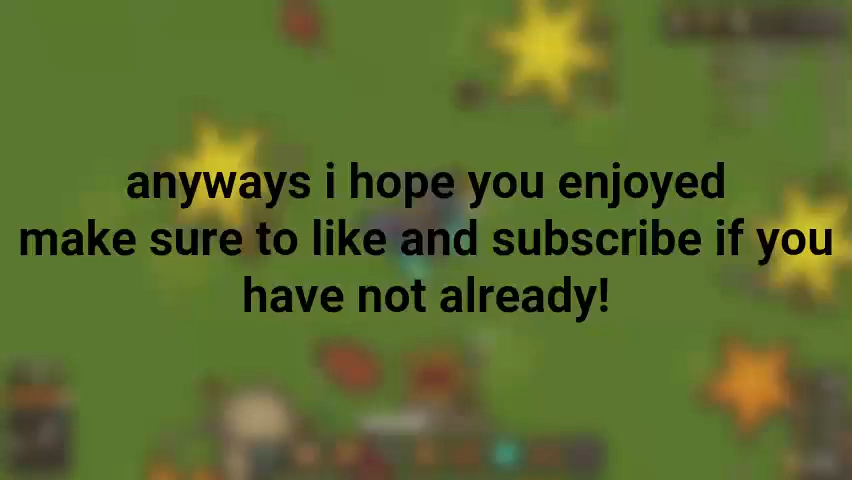 anyways i hope you enjoyed
make sure to like and subscribe if you
have not already!